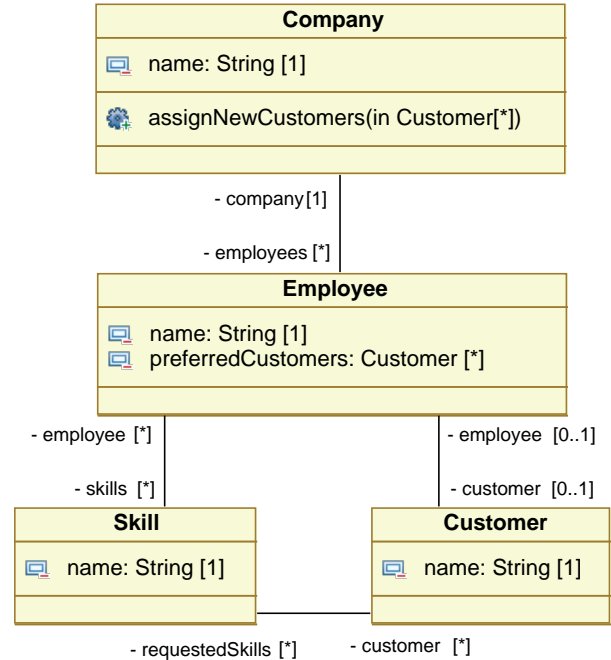 Company
name: String [1]
assignNewCustomers(in Customer[*])
- company[1]
- employees [*]
Employee
name: String [1]
preferredCustomers: Customer [*]
- employee [*]
- employee [0..1]
- skills [*]
- customer [0..1]
Skill
Customer
name: String [1]
name: String [1]
- requestedSkills [*]
- customer [*]